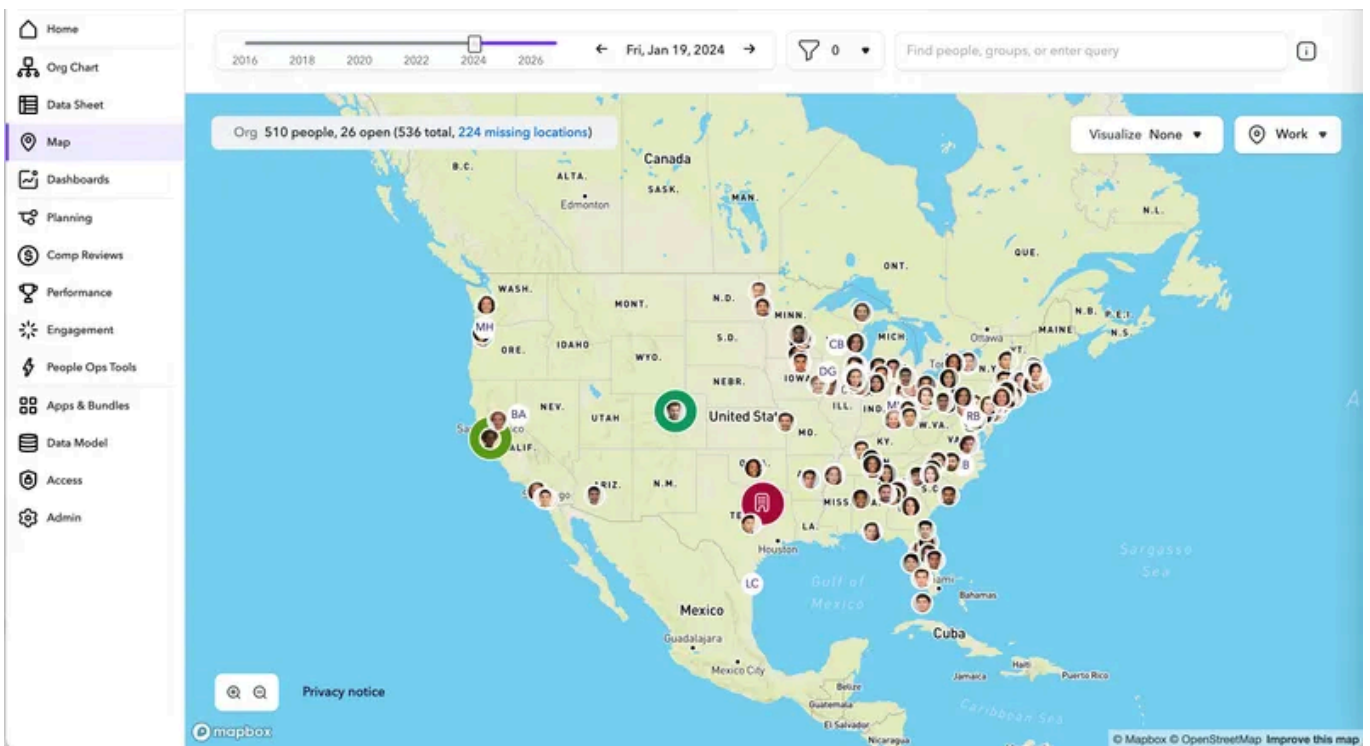 Home
Org Chart
Data Sheet
Map
Dashboards
Planning
Comp Reviews
Performance
Engagement
People Ops Tools
Apps & Bundles
Data Model
Access
Admin
2016 2018 2020 2022 2024 2026
Fri, Jan 19, 2024
0
Find people, groups, or enter query
Org 510 people, 26 open (536 total, 224 missing locations)
Visualize None
Work
Canada
B.C.
ALTA.
SASK.
MAN.
Edmonton
N.L.
QUE.
ONT.
WASH.
MONT.
N.D.
MINN.
N.B. P.E.I.
MH
CB
MICH.
Ottawa
MAINE
N.S.
ORE.
IDAHO
S.D.
WYO.
VT.
N.Y.
DG
NEBR.
IOWA
BA
NEV.
UTAH
ILL.
IND.
RB
MO.
W.VA.
KY.
ALIF.
B
N.M.
RIZ.
MISS
S.C.
LA.
Houston
LC
Gulf of
Mexico
Sargasso
Sea
Bahamas
Mexico
Cuba
Guadalajara
Mexico City
Haiti
Jamaica
Puerto Rico
Belize
Guatemala
El Salvador
Nicaragua
Caribbean Sea
Privacy notice
mapbox
© Mapbox © OpenStreetMap Improve this map